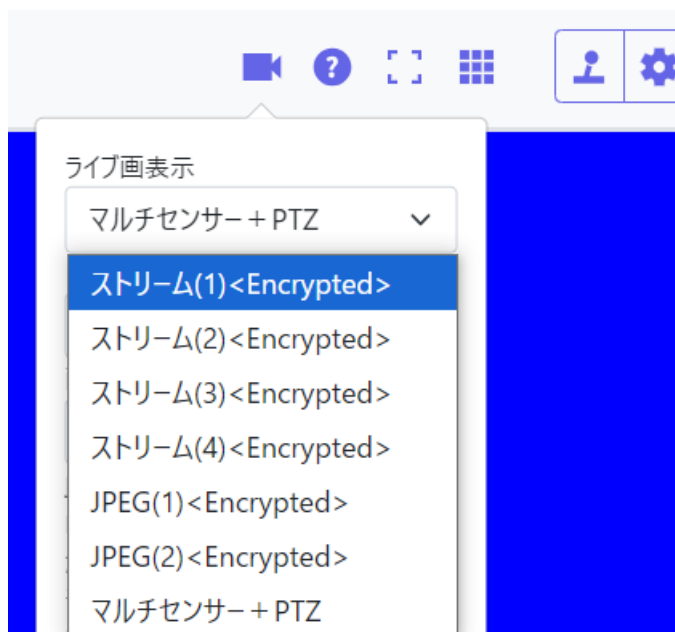 ライブ画表示
マルチセンサー＋PTZ
ストリーム(1)<Encrypted>
ストリーム(2)<Encrypted>
ストリーム(3)<Encrypted>
ストリーム(4)<Encrypted>
JPEG(1)<Encrypted>
JPEG(2)<Encrypted>
マルチセンサー＋PTZ